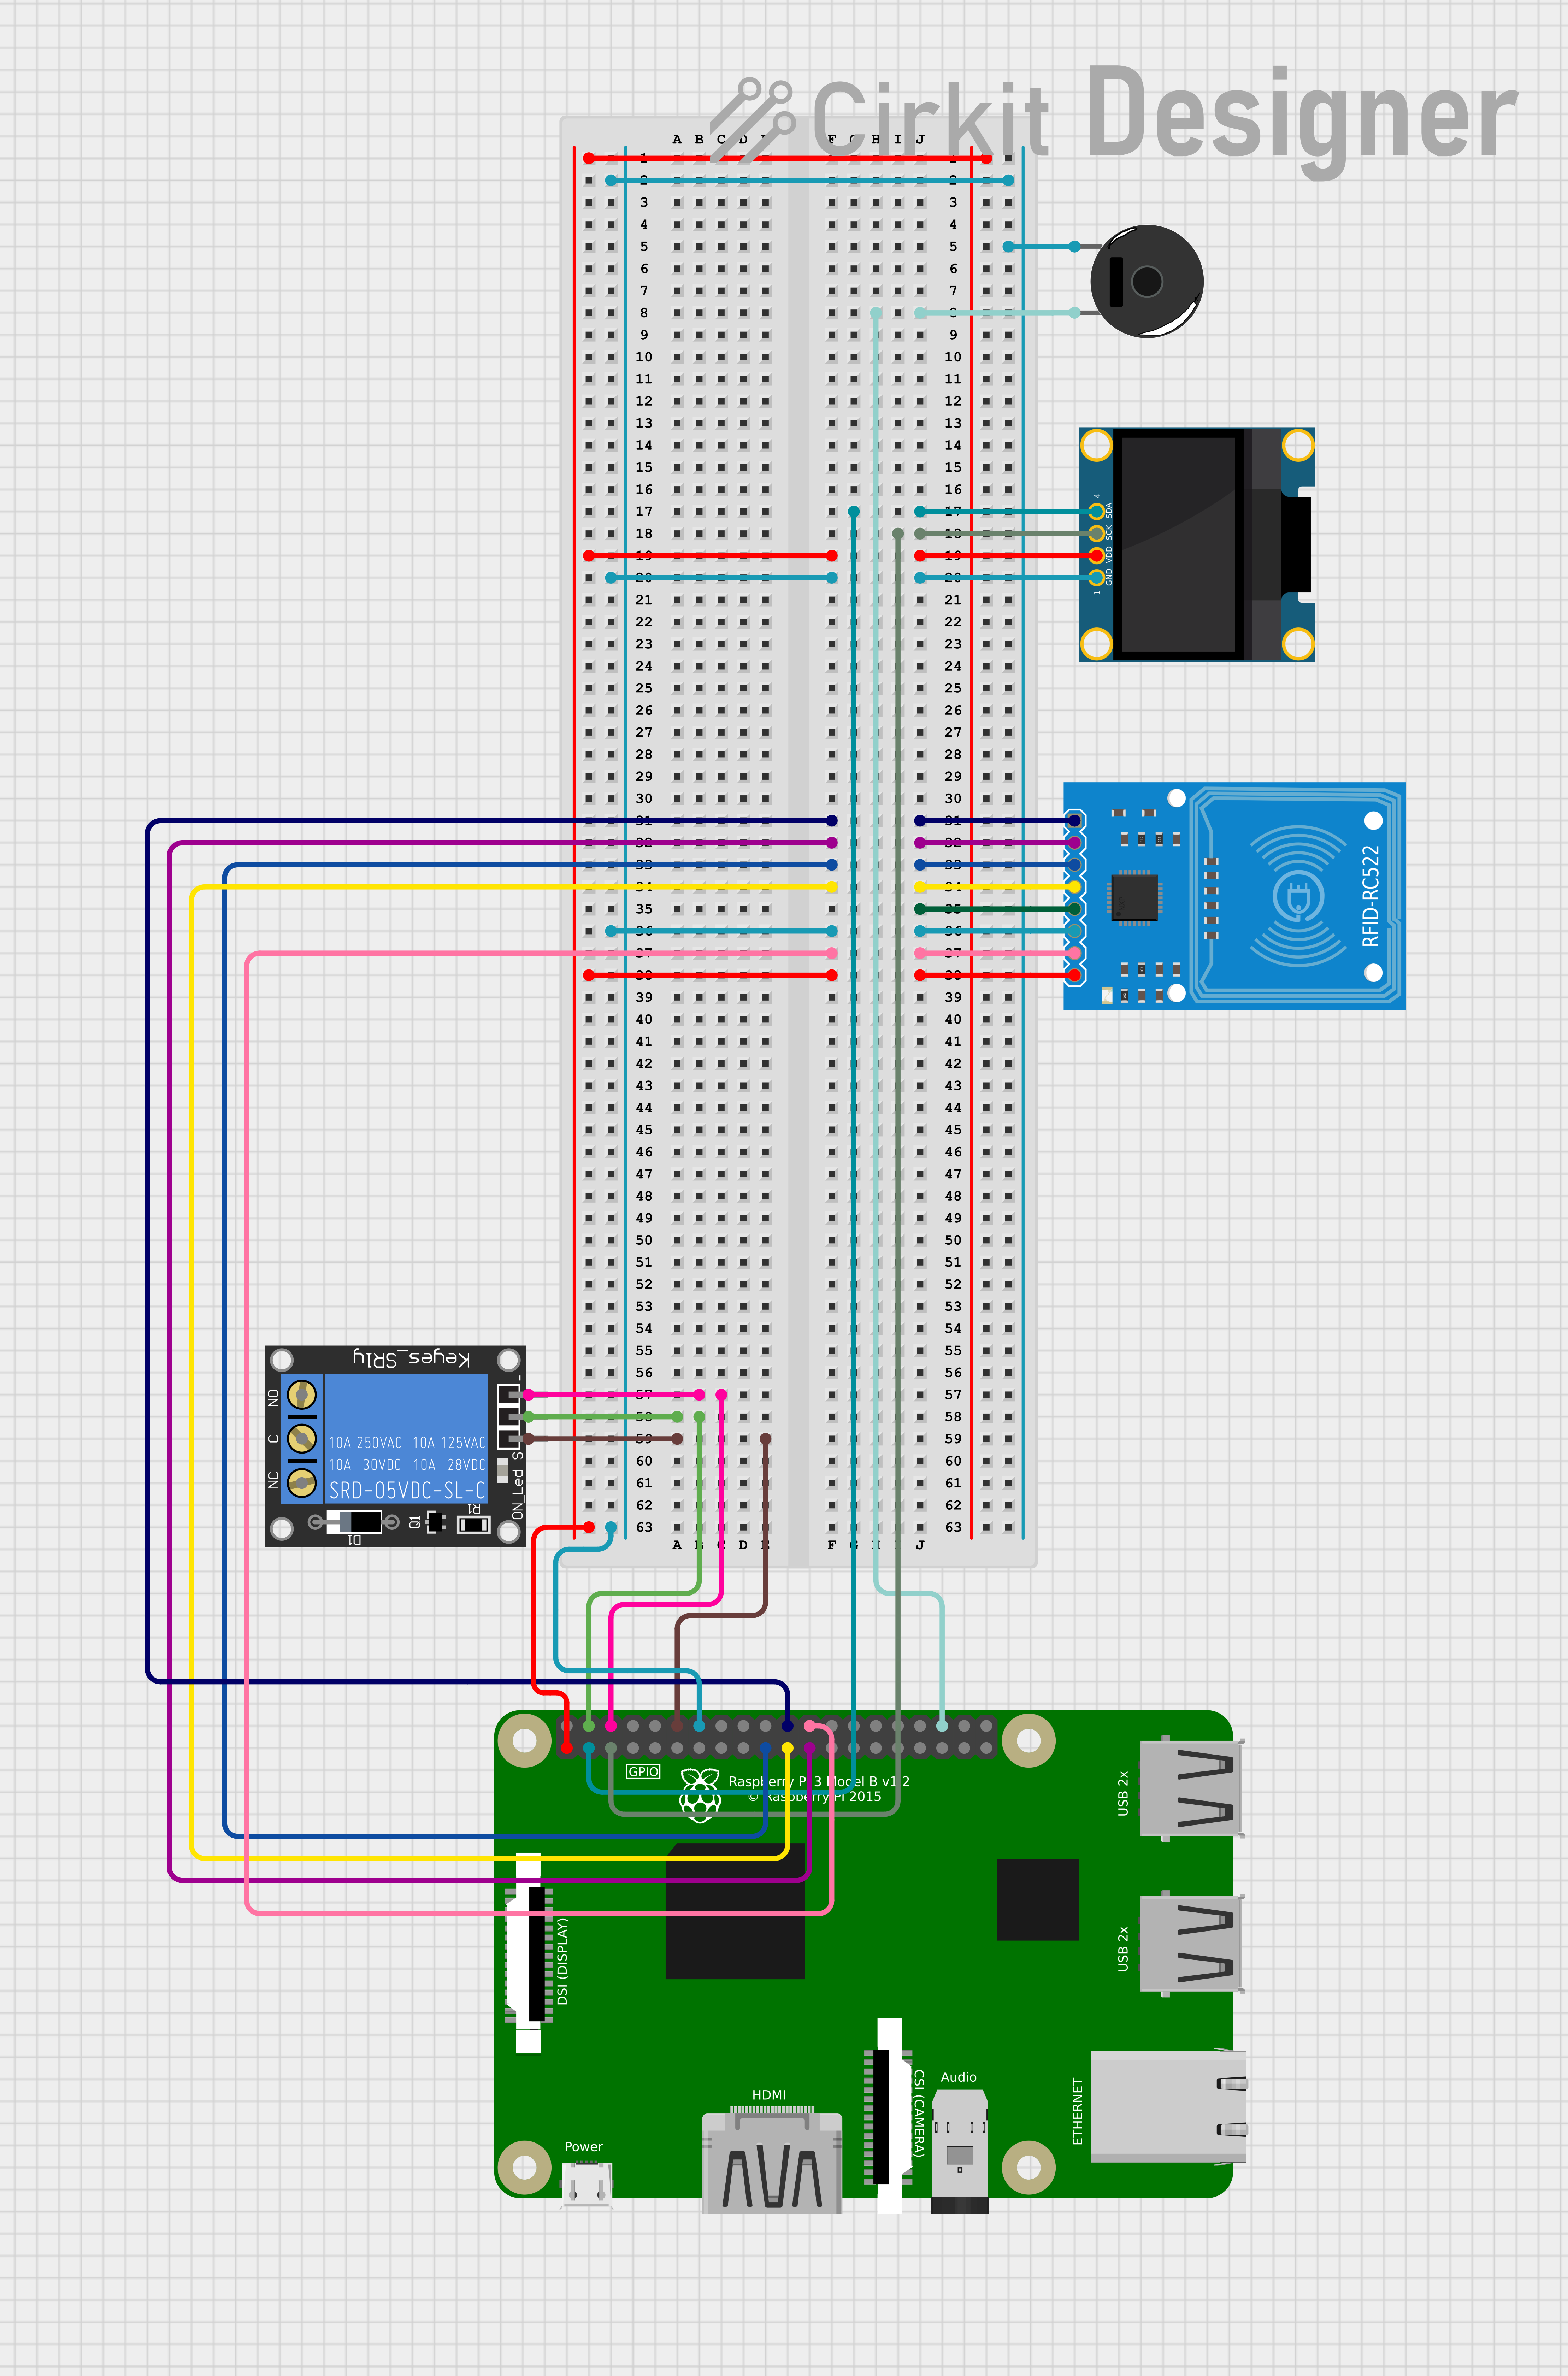 Cirkit Designer
A B C D F G H I J
1 1
2 2
3 3
4 4
5 5
6 6
7 7
8 8
9 9
10 10
11 11
12 12
13 13
14 14
15 15
16 16
17 17
18 18
19 19
20 20
21 21
22 22
23 23
24 24
25 25
26 26
27 27
28 28
29 29
30 30
31 31
32 32
33 33
34 34
35 35
36 36
37 37
38 38
39 39
40 40
41 41
42 42
43 43
44 44
45 45
46 46
47 47
48 48
49 49
50 50
51 51
52 52
53 53
54 54
55 55
56 56
57 57
58 58
59 59
60 60
61 61
62 62
63 63
A B C D E F G H I J
4
SDA
SCK
VDD
GND
1
RFID-RC522
Keyes_SR1y
NO
C
NC
10A 250VAC 10A 125VAC
10A 30VDC 10A 28VDC
SRD-05VDC-SL-C
-
S
ON_Led
D1
Q1
R1
GPIO
Raspberry Pi 3 Model B v1.2
© Raspberry Pi 2015
USB 2x
USB 2x
DSI (DISPLAY)
HDMI
CSI (CAMERA)
Audio
ETHERNET
Power